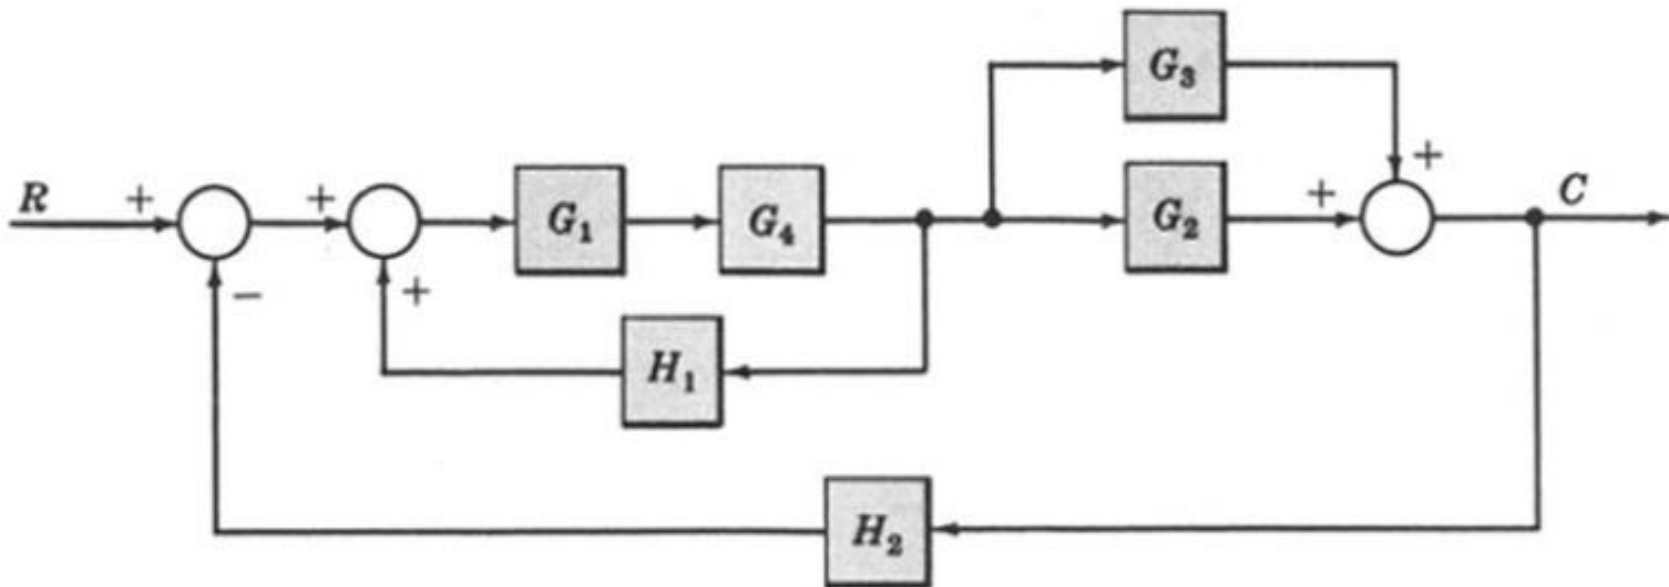 G₃
R + + G₁ G₄ G₂ + + C
− +
H₁
H₂